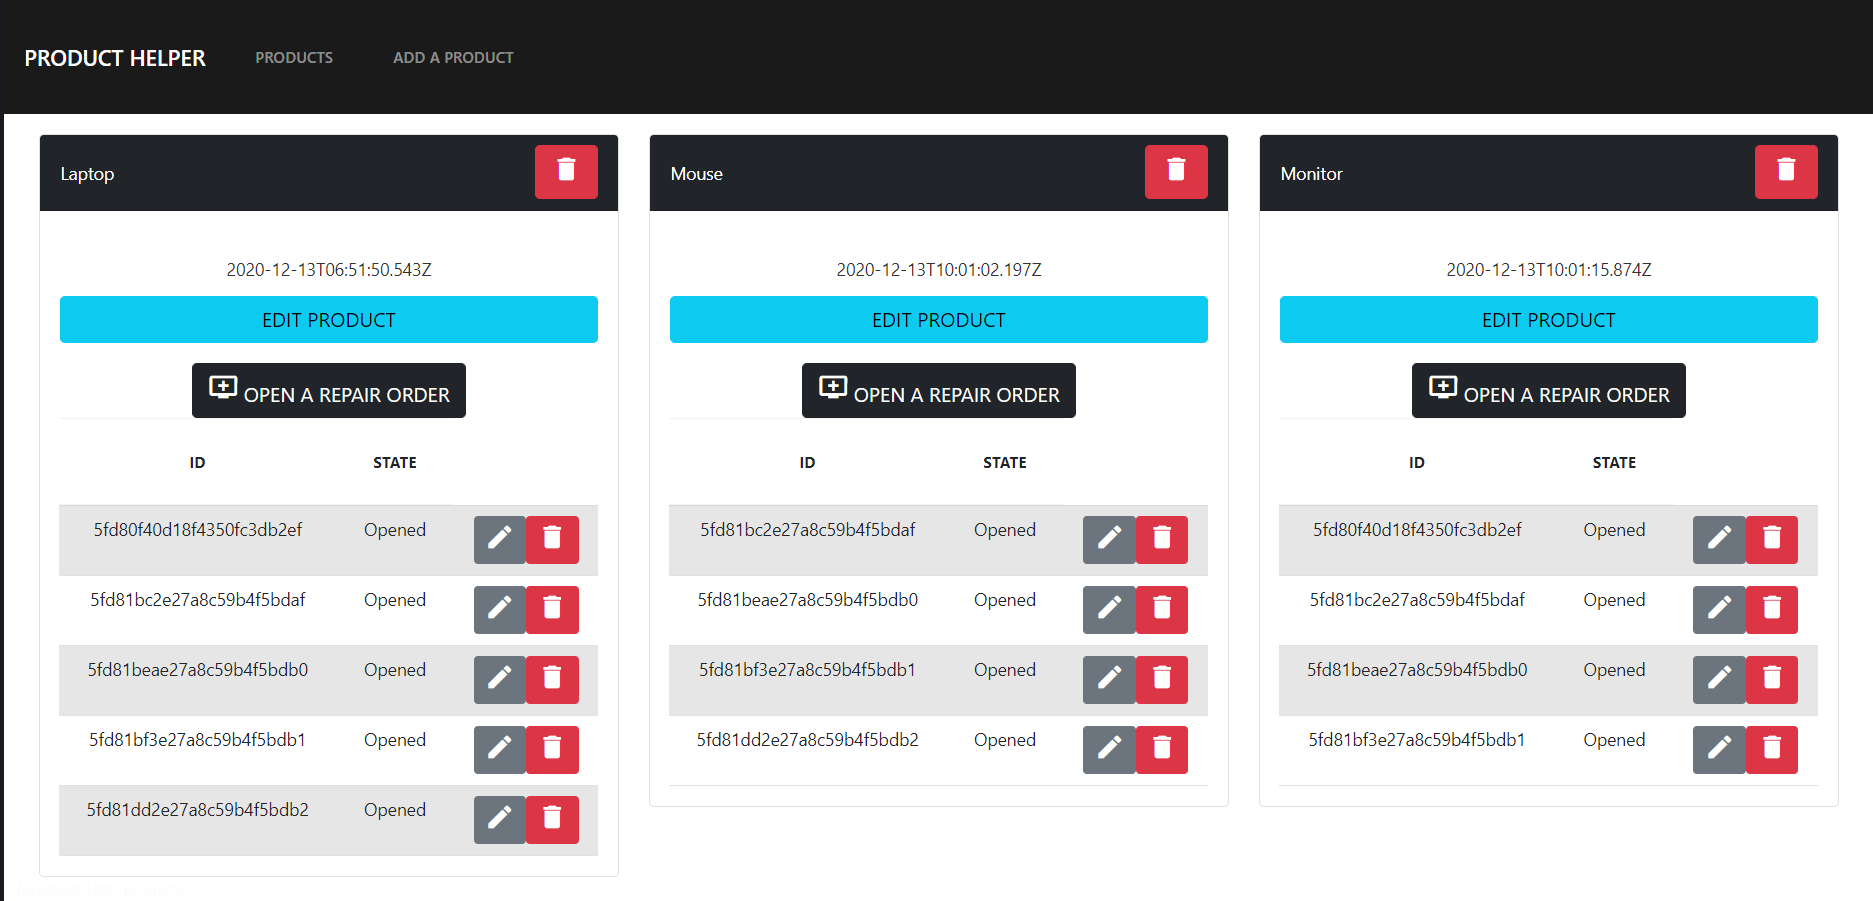 PRODUCT HELPER PRODUCTS ADD A PRODUCT
Laptop
2020-12-13T06:51:50.543Z
EDIT PRODUCT
OPEN A REPAIR ORDER
ID STATE
5fd80f40d18f4350fc3db2ef Opened
5fd81bc2e27a8c59b4f5bdaf Opened
5fd81beae27a8c59b4f5bdb0 Opened
5fd81bf3e27a8c59b4f5bdb1 Opened
5fd81dd2e27a8c59b4f5bdb2 Opened
Mouse
2020-12-13T10:01:02.197Z
EDIT PRODUCT
OPEN A REPAIR ORDER
ID STATE
5fd81bc2e27a8c59b4f5bdaf Opened
5fd81beae27a8c59b4f5bdb0 Opened
5fd81bf3e27a8c59b4f5bdb1 Opened
5fd81dd2e27a8c59b4f5bdb2 Opened
Monitor
2020-12-13T10:01:15.874Z
EDIT PRODUCT
OPEN A REPAIR ORDER
ID STATE
5fd80f40d18f4350fc3db2ef Opened
5fd81bc2e27a8c59b4f5bdaf Opened
5fd81beae27a8c59b4f5bdb0 Opened
5fd81bf3e27a8c59b4f5bdb1 Opened